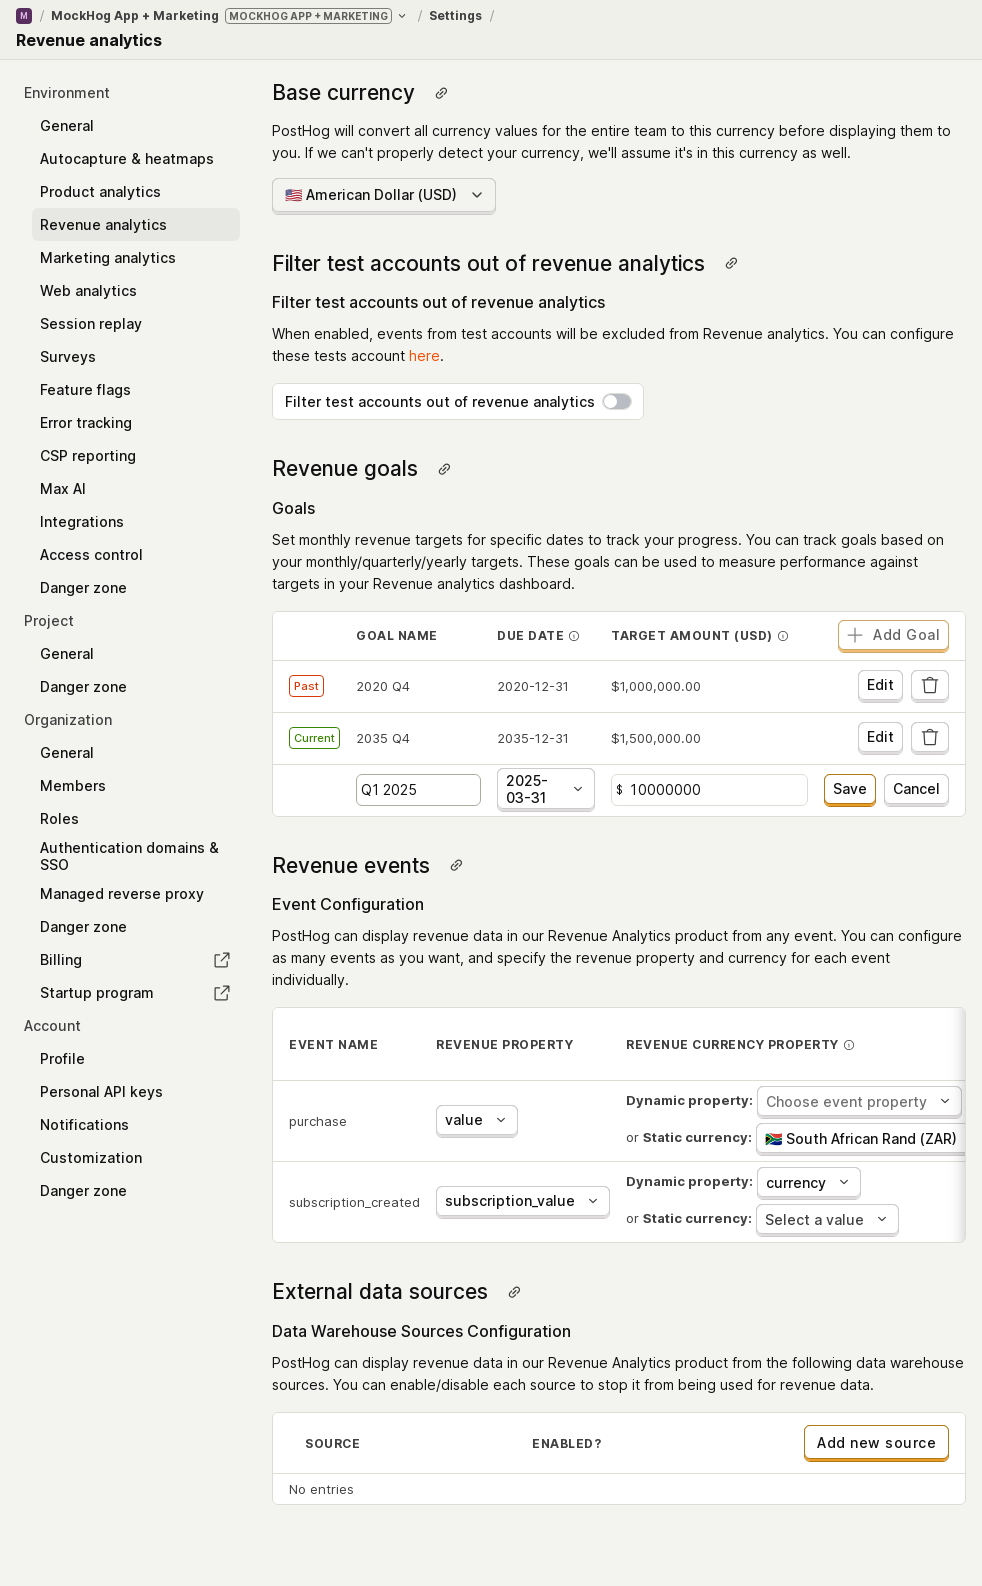 M / MockHog App + Marketing MOCKHOG APP + MARKETING / Settings /
Revenue analytics
Environment
General
Autocapture & heatmaps
Product analytics
Revenue analytics
Marketing analytics
Web analytics
Session replay
Surveys
Feature flags
Error tracking
CSP reporting
Max AI
Integrations
Access control
Danger zone
Project
General
Danger zone
Organization
General
Members
Roles
Authentication domains &
SSO
Managed reverse proxy
Danger zone
Billing
Startup program
Account
Profile
Personal API keys
Notifications
Customization
Danger zone
Base currency
PostHog will convert all currency values for the entire team to this currency before displaying them to
you. If we can't properly detect your currency, we'll assume it's in this currency as well.
🇺🇸 American Dollar (USD)
Filter test accounts out of revenue analytics
Filter test accounts out of revenue analytics
When enabled, events from test accounts will be excluded from Revenue analytics. You can configure
these tests account here.
Filter test accounts out of revenue analytics
Revenue goals
Goals
Set monthly revenue targets for specific dates to track your progress. You can track goals based on
your monthly/quarterly/yearly targets. These goals can be used to measure performance against
targets in your Revenue analytics dashboard.
GOAL NAME DUE DATE TARGET AMOUNT (USD) Add Goal
Past 2020 Q4 2020-12-31 $1,000,000.00 Edit
Current 2035 Q4 2035-12-31 $1,500,000.00 Edit
Q1 2025 2025-
03-31 $ 10000000 Save Cancel
Revenue events
Event Configuration
PostHog can display revenue data in our Revenue Analytics product from any event. You can configure
as many events as you want, and specify the revenue property and currency for each event
individually.
EVENT NAME REVENUE PROPERTY REVENUE CURRENCY PROPERTY
purchase value Dynamic property: Choose event property
or Static currency: 🇿🇦 South African Rand (ZAR)
subscription_created subscription_value Dynamic property: currency
or Static currency: Select a value
External data sources
Data Warehouse Sources Configuration
PostHog can display revenue data in our Revenue Analytics product from the following data warehouse
sources. You can enable/disable each source to stop it from being used for revenue data.
SOURCE ENABLED? Add new source
No entries